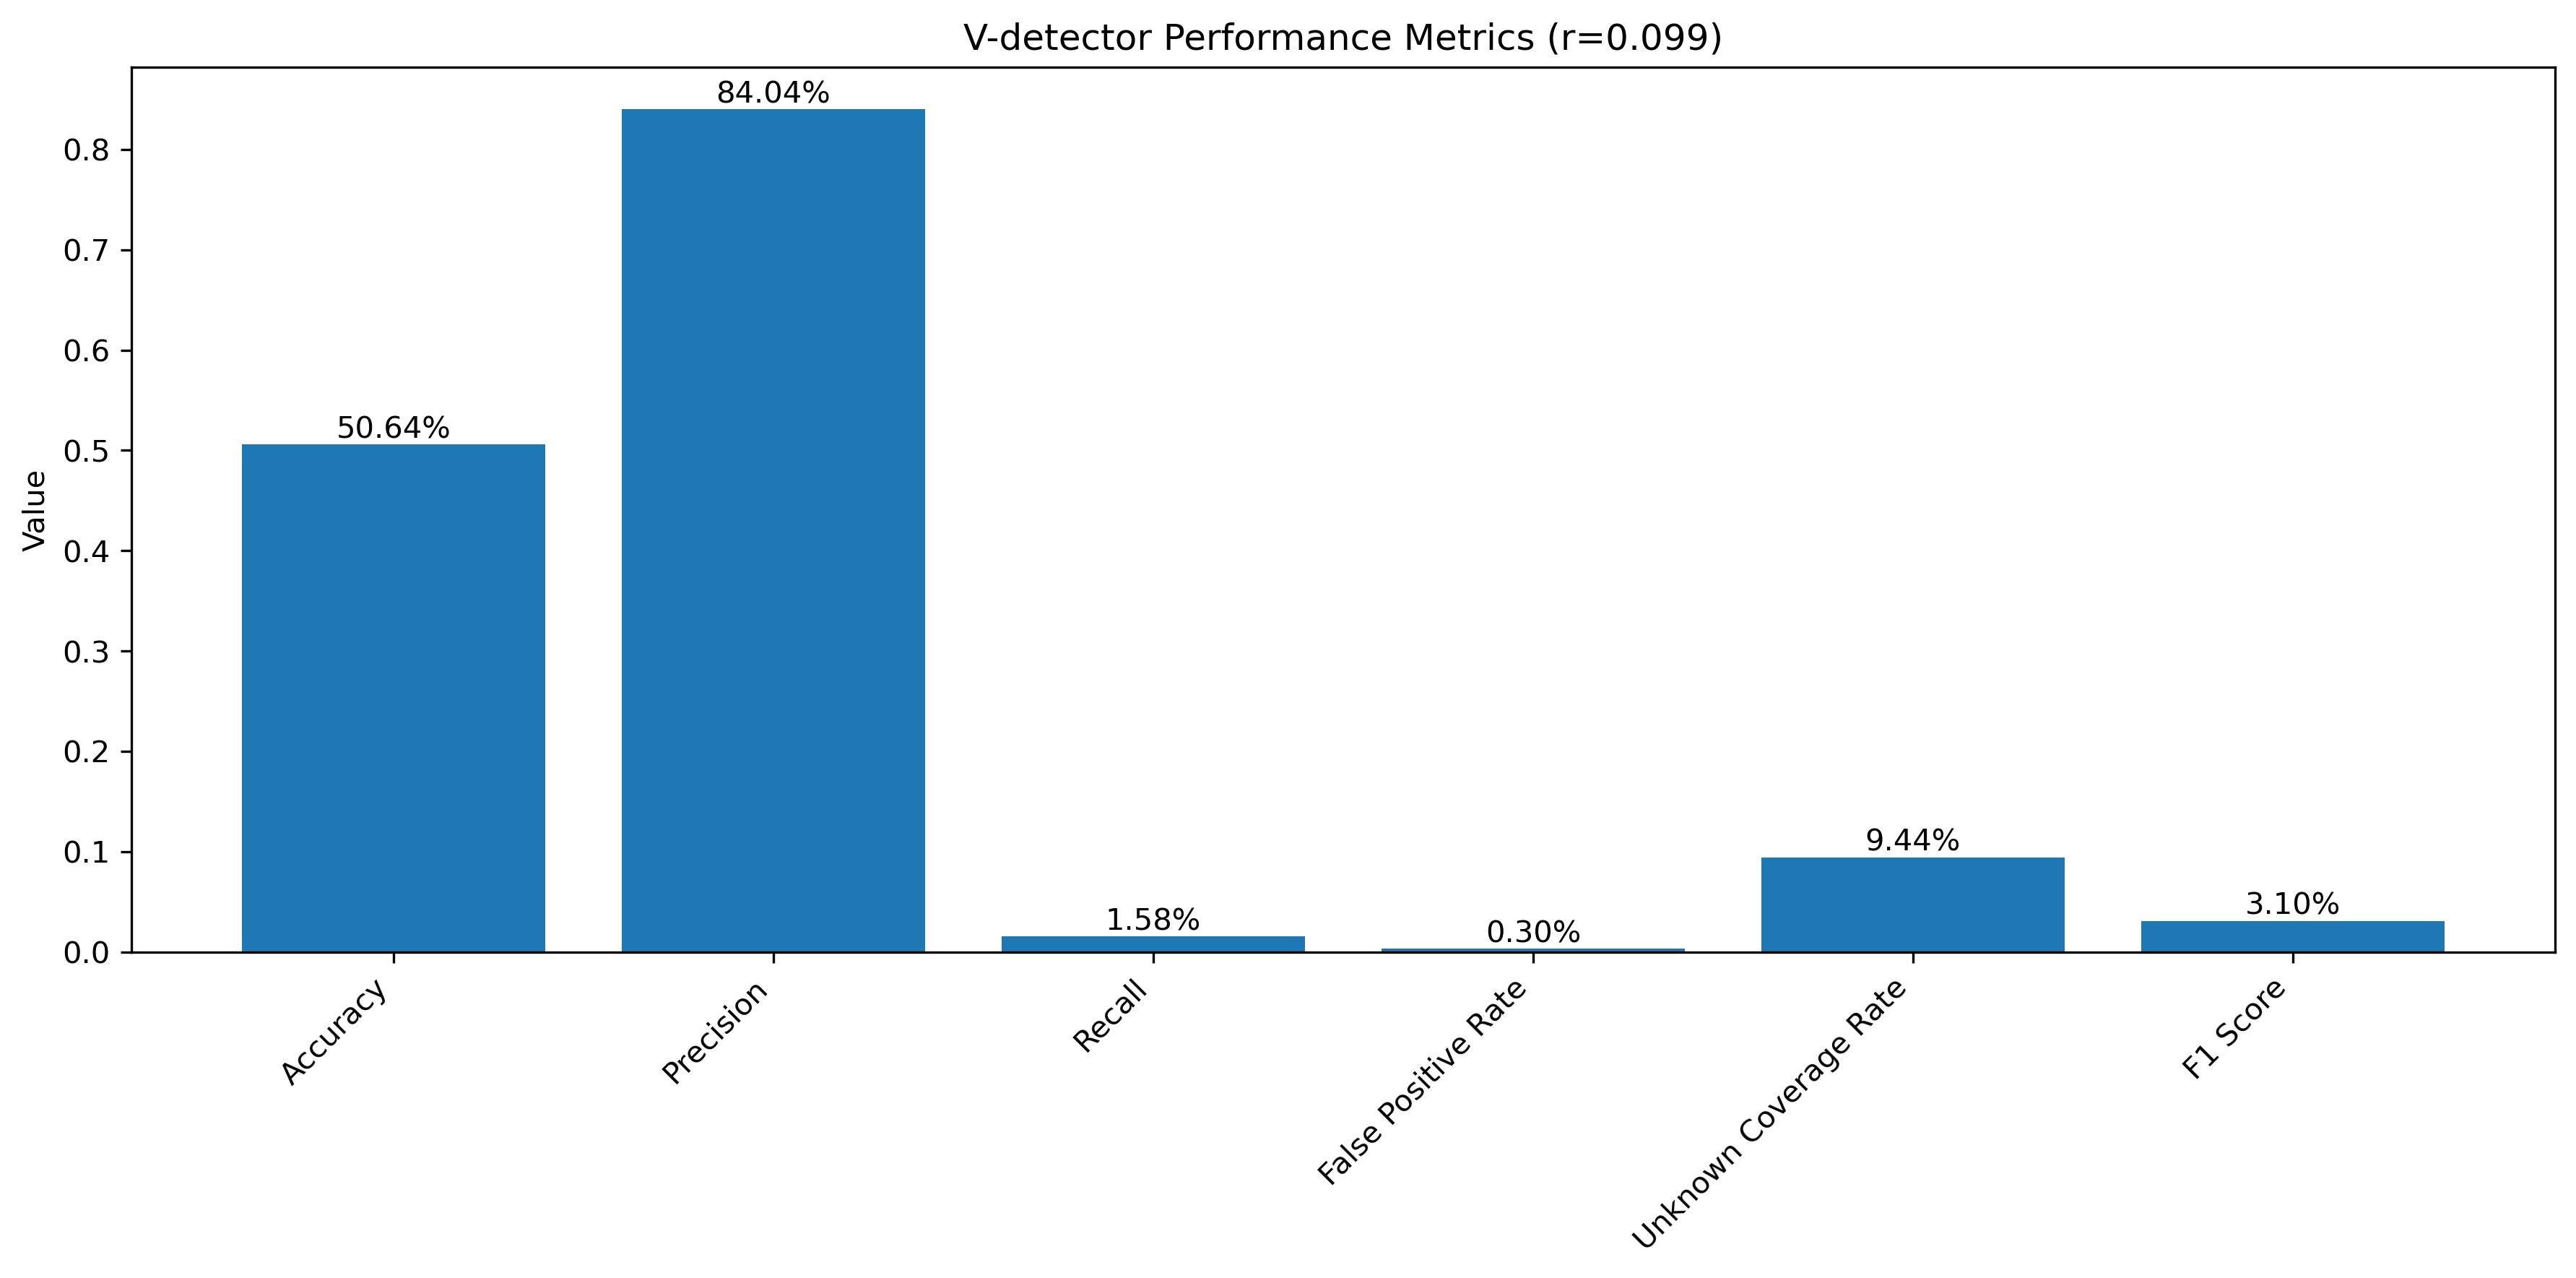 V-detector Performance Metrics (r=0.099)
Value
0.8
0.7
0.6
0.5
0.4
0.3
0.2
0.1
0.0
50.64%
84.04%
1.58%
0.30%
9.44%
3.10%
Accuracy
Precision
Recall
False Positive Rate
Unknown Coverage Rate
F1 Score